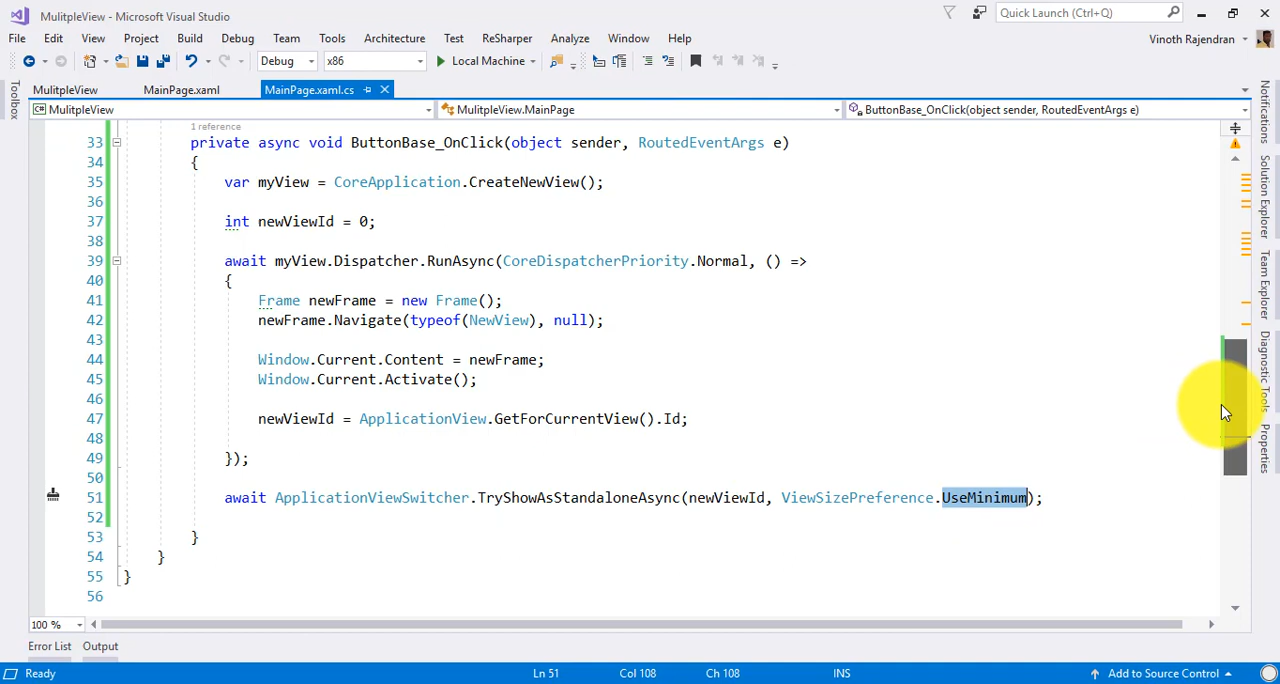 MulitpleView - Microsoft Visual Studio
Quick Launch (Ctrl+Q)
File Edit View Project Build Debug Team Tools Architecture Test ReSharper Analyze Window Help
Vinoth Rajendran
Debug x86 Local Machine
MulitpleView MainPage.xaml MainPage.xaml.cs
MulitpleView MulitpleView.MainPage ButtonBase_OnClick(object sender, RoutedEventArgs e)
Toolbox
Notifications
Solution Explorer
Team Explorer
Diagnostic Tools
Properties
1 reference
33 private async void ButtonBase_OnClick(object sender, RoutedEventArgs e)
34 {
35 var myView = CoreApplication.CreateNewView();
36
37 int newViewId = 0;
38
39 await myView.Dispatcher.RunAsync(CoreDispatcherPriority.Normal, () =>
40 {
41 Frame newFrame = new Frame();
42 newFrame.Navigate(typeof(NewView), null);
43
44 Window.Current.Content = newFrame;
45 Window.Current.Activate();
46
47 newViewId = ApplicationView.GetForCurrentView().Id;
48
49 });
50
51 await ApplicationViewSwitcher.TryShowAsStandaloneAsync(newViewId, ViewSizePreference.UseMinimum);
52
53 }
54 }
55 }
56
100 %
Error List Output
Ready Ln 51 Col 108 Ch 108 INS Add to Source Control